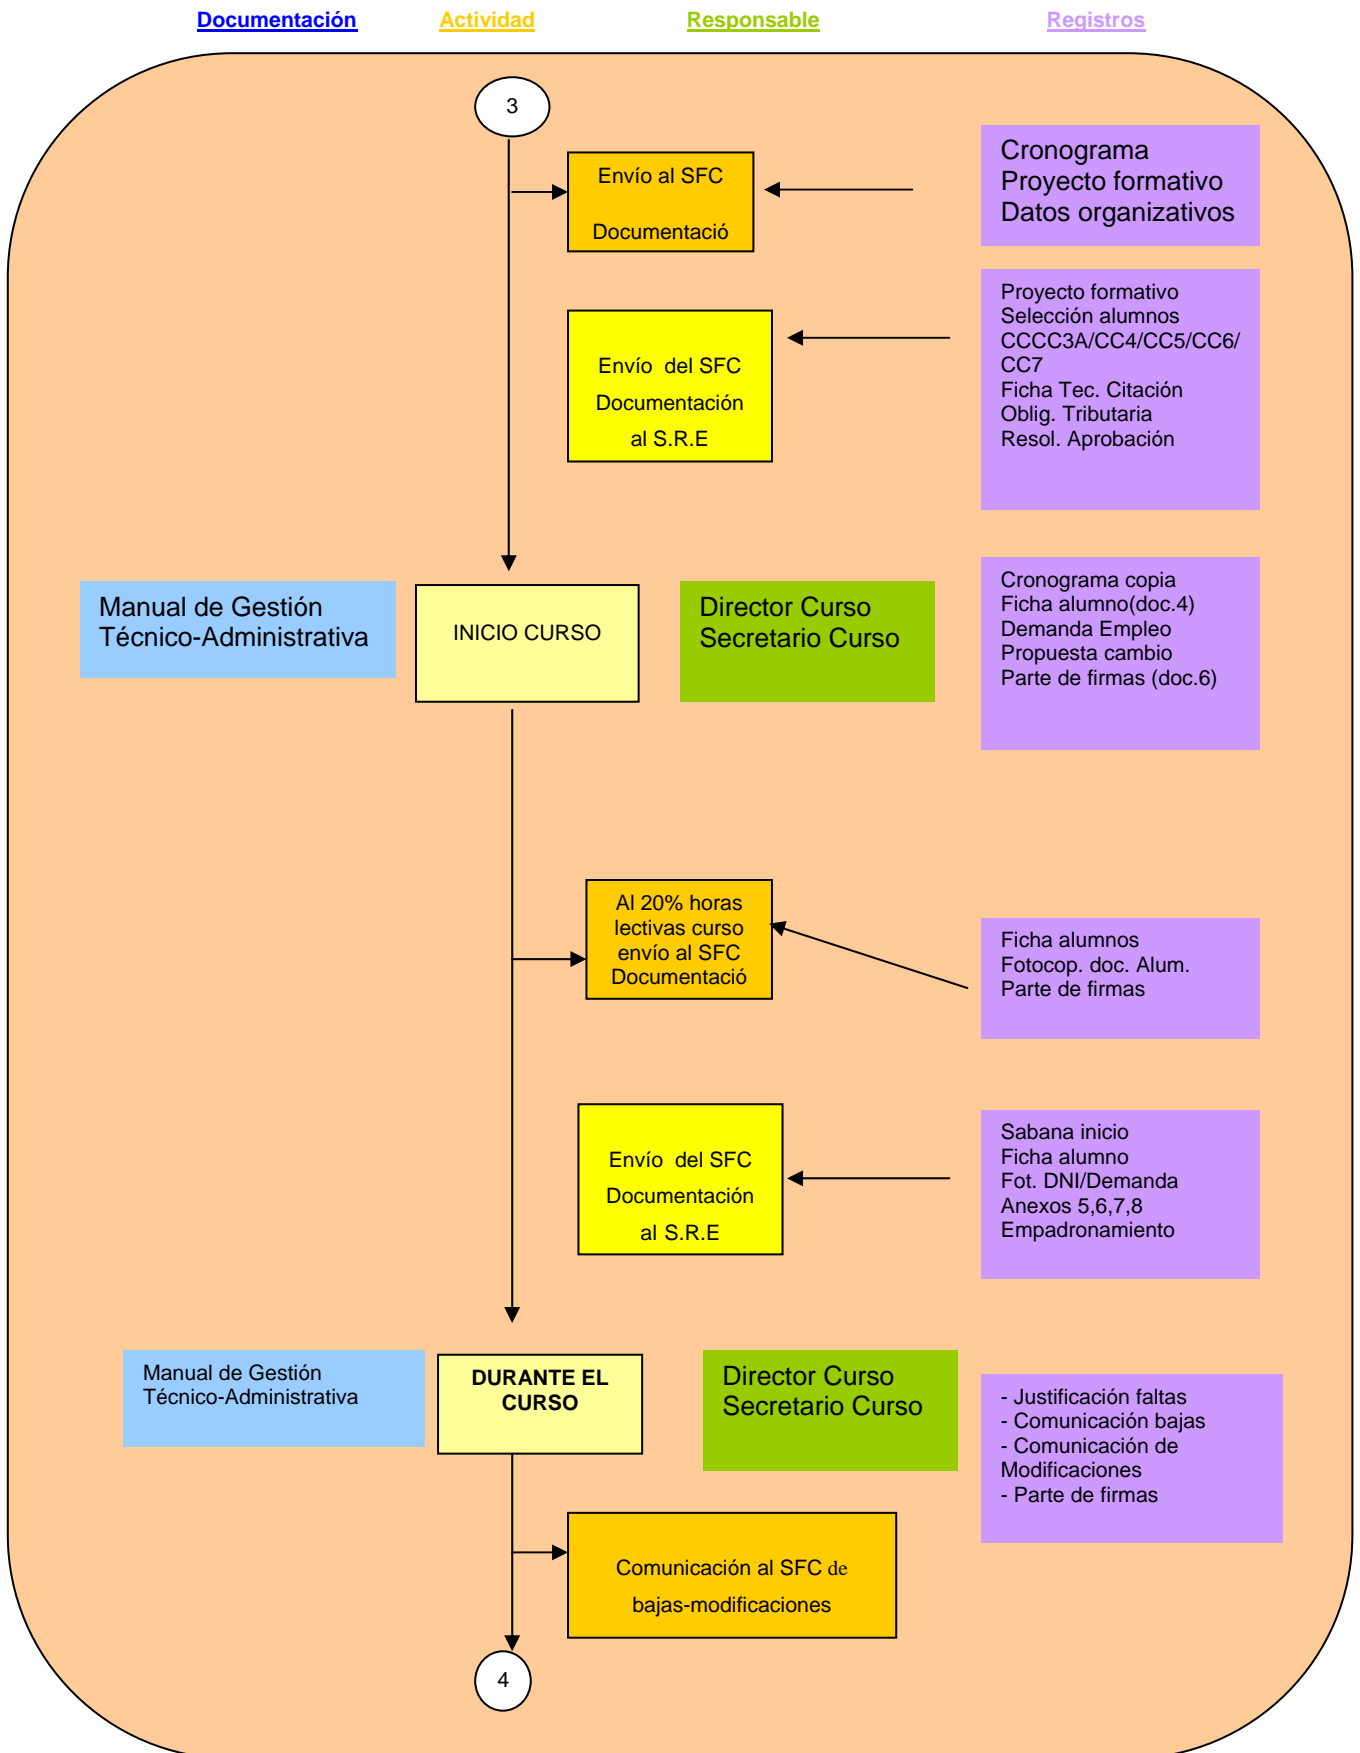 Documentación Actividad Responsable Registros
3
Envío al SFC
Documentació
Cronograma
Proyecto formativo
Datos organizativos
Envío del SFC
Documentación
al S.R.E
Proyecto formativo
Selección alumnos
CCCC3A/CC4/CC5/CC6/
CC7
Ficha Tec. Citación
Oblig. Tributaria
Resol. Aprobación
Manual de Gestión
Técnico-Administrativa
INICIO CURSO
Director Curso
Secretario Curso
Cronograma copia
Ficha alumno(doc.4)
Demanda Empleo
Propuesta cambio
Parte de firmas (doc.6)
Al 20% horas
lectivas curso
envío al SFC
Documentació
Ficha alumnos
Fotocop. doc. Alum.
Parte de firmas
Envío del SFC
Documentación
al S.R.E
Sabana inicio
Ficha alumno
Fot. DNI/Demanda
Anexos 5,6,7,8
Empadronamiento
Manual de Gestión
Técnico-Administrativa
DURANTE EL
CURSO
Director Curso
Secretario Curso
- Justificación faltas
- Comunicación bajas
- Comunicación de
Modificaciones
- Parte de firmas
Comunicación al SFC de
bajas-modificaciones
4